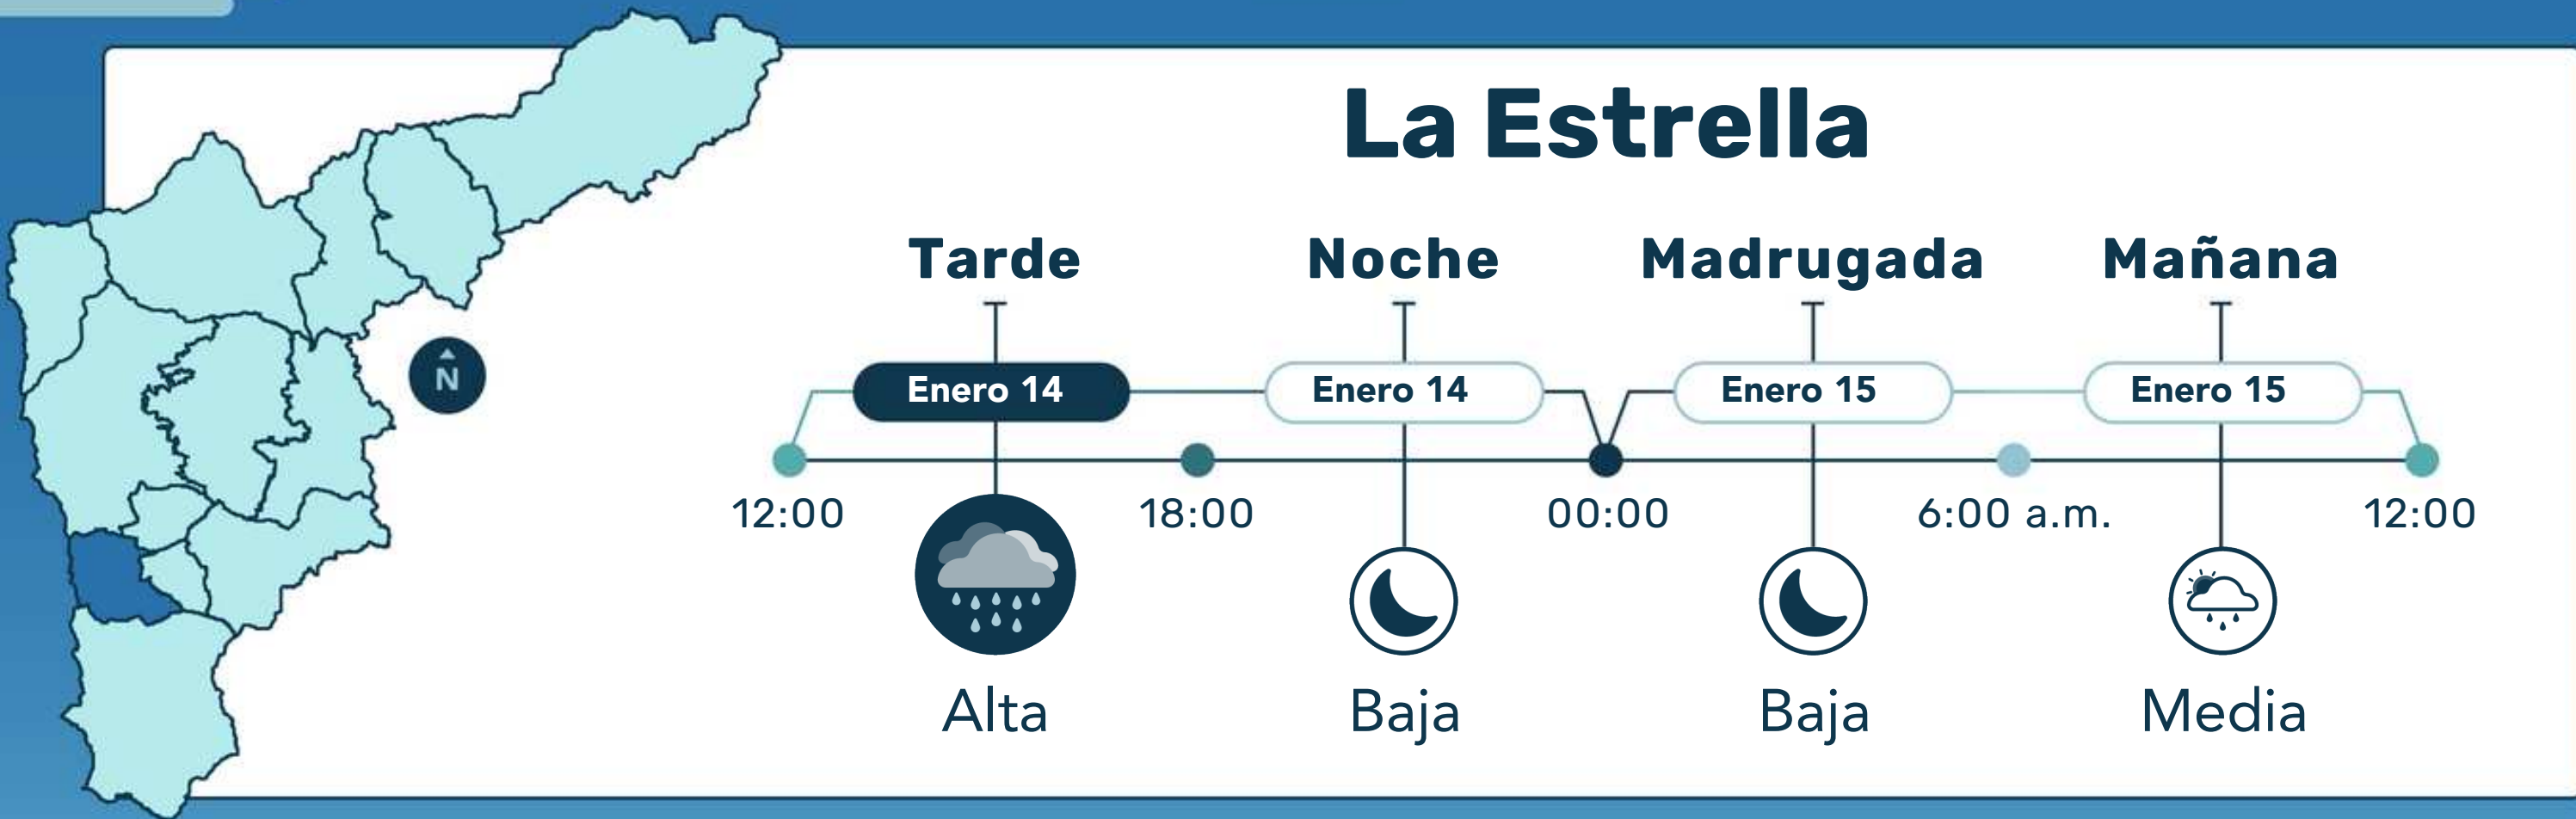 La Estrella
Tarde Noche Madrugada Mañana
N
Enero 14 Enero 14 Enero 15 Enero 15
12:00 18:00 00:00 6:00 a.m. 12:00
Alta Baja Baja Media